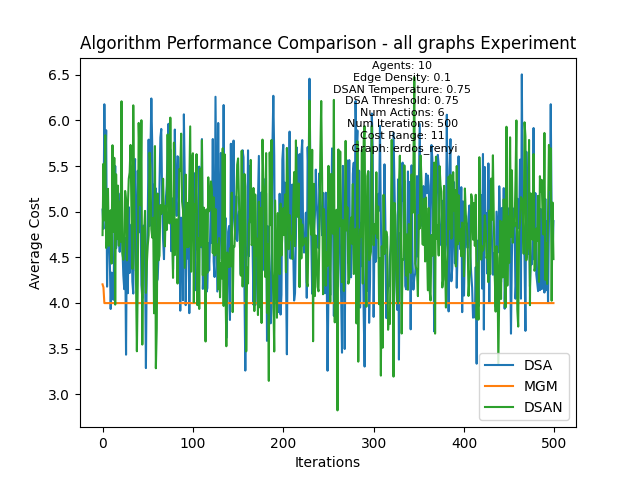 Algorithm Performance Comparison - all graphs Experiment
Agents: 10
Edge Density: 0.1
DSAN Temperature: 0.75
DSA Threshold: 0.75
Num Actions: 6
Num Iterations: 500
Cost Range: 11
Graph: erdos_renyi
Average Cost
6.5
6.0
5.5
5.0
4.5
4.0
3.5
3.0
0
100
200
300
400
500
Iterations
DSA
MGM
DSAN